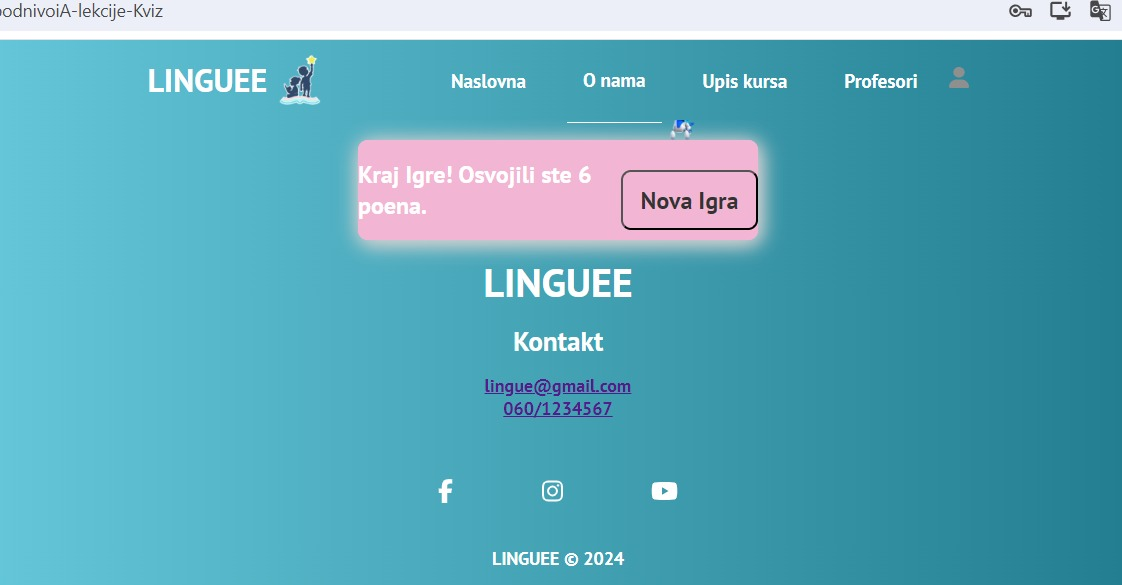 podnivoiA-lekcije-Kviz
LINGUEE
Naslovna
O nama
Upis kursa
Profesori
Kraj Igre! Osvojili ste 6
poena.
Nova Igra
LINGUEE
Kontakt
lingue@gmail.com
060/1234567
LINGUEE © 2024